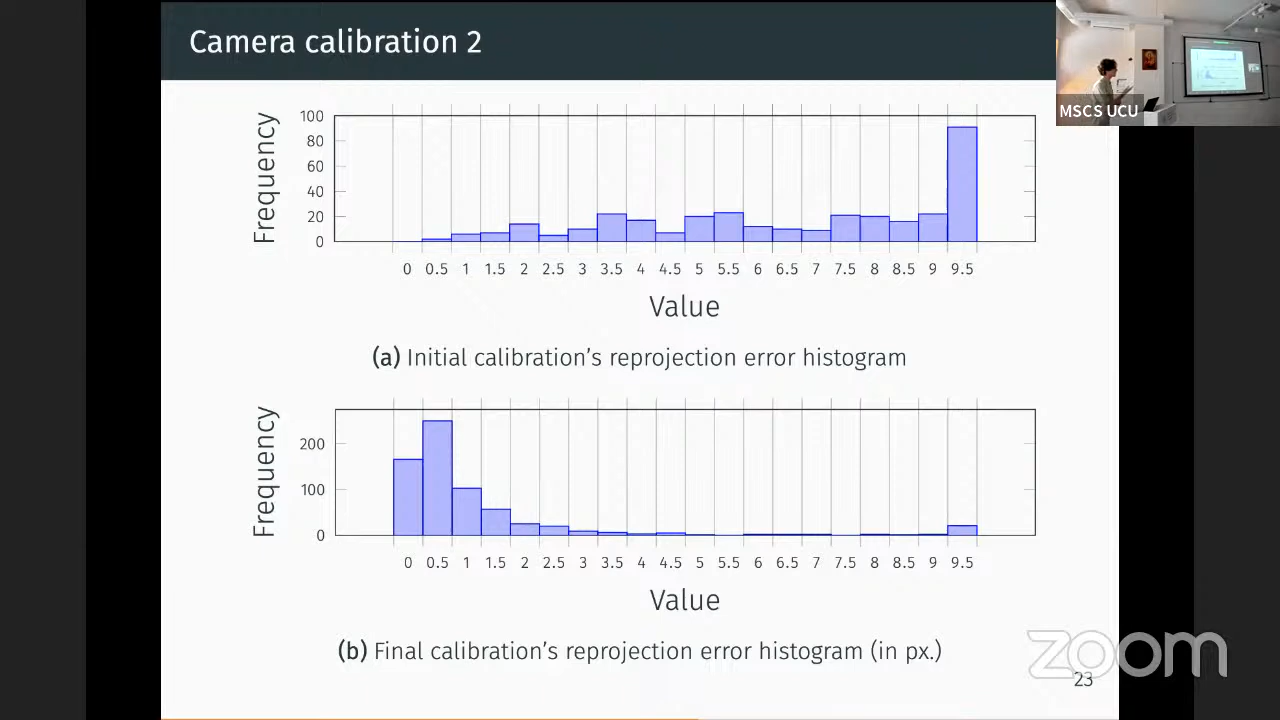 Camera calibration 2
MSCS UCU
Frequency
100
80
60
40
20
0
0 0.5 1 1.5 2 2.5 3 3.5 4 4.5 5 5.5 6 6.5 7 7.5 8 8.5 9 9.5
Value
(a) Initial calibration's reprojection error histogram
Frequency
200
100
0
0 0.5 1 1.5 2 2.5 3 3.5 4 4.5 5 5.5 6 6.5 7 7.5 8 8.5 9 9.5
Value
(b) Final calibration's reprojection error histogram (in px.)
zoom
23